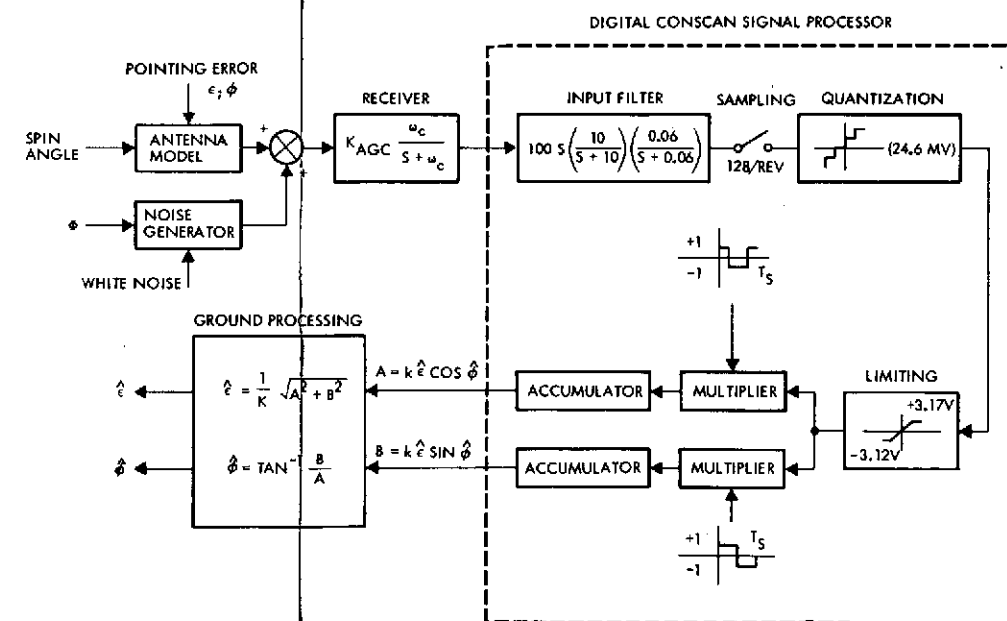 DIGITAL CONSCAN SIGNAL PROCESSOR
POINTING ERROR
ϵ; ϕ
SPIN
ANGLE
ANTENNA
MODEL
+
+
RECEIVER
K_AGC ω_c / (S + ω_c)
INPUT FILTER
100 S (10 / (S + 10)) (0.06 / (S + 0.06))
SAMPLING
128/REV
QUANTIZATION
(24.6 MV)
Φ
NOISE
GENERATOR
WHITE NOISE
+1
-1
T_S
GROUND PROCESSING
ϵ̂
ϵ̂ = 1/K √(A² + B²)
A = k ϵ̂ COS ϕ̂
ACCUMULATOR
MULTIPLIER
LIMITING
+3.17V
-3.12V
ϕ̂
ϕ̂ = TAN⁻¹ B/A
B = k ϵ̂ SIN ϕ̂
ACCUMULATOR
MULTIPLIER
+1
-1
T_S